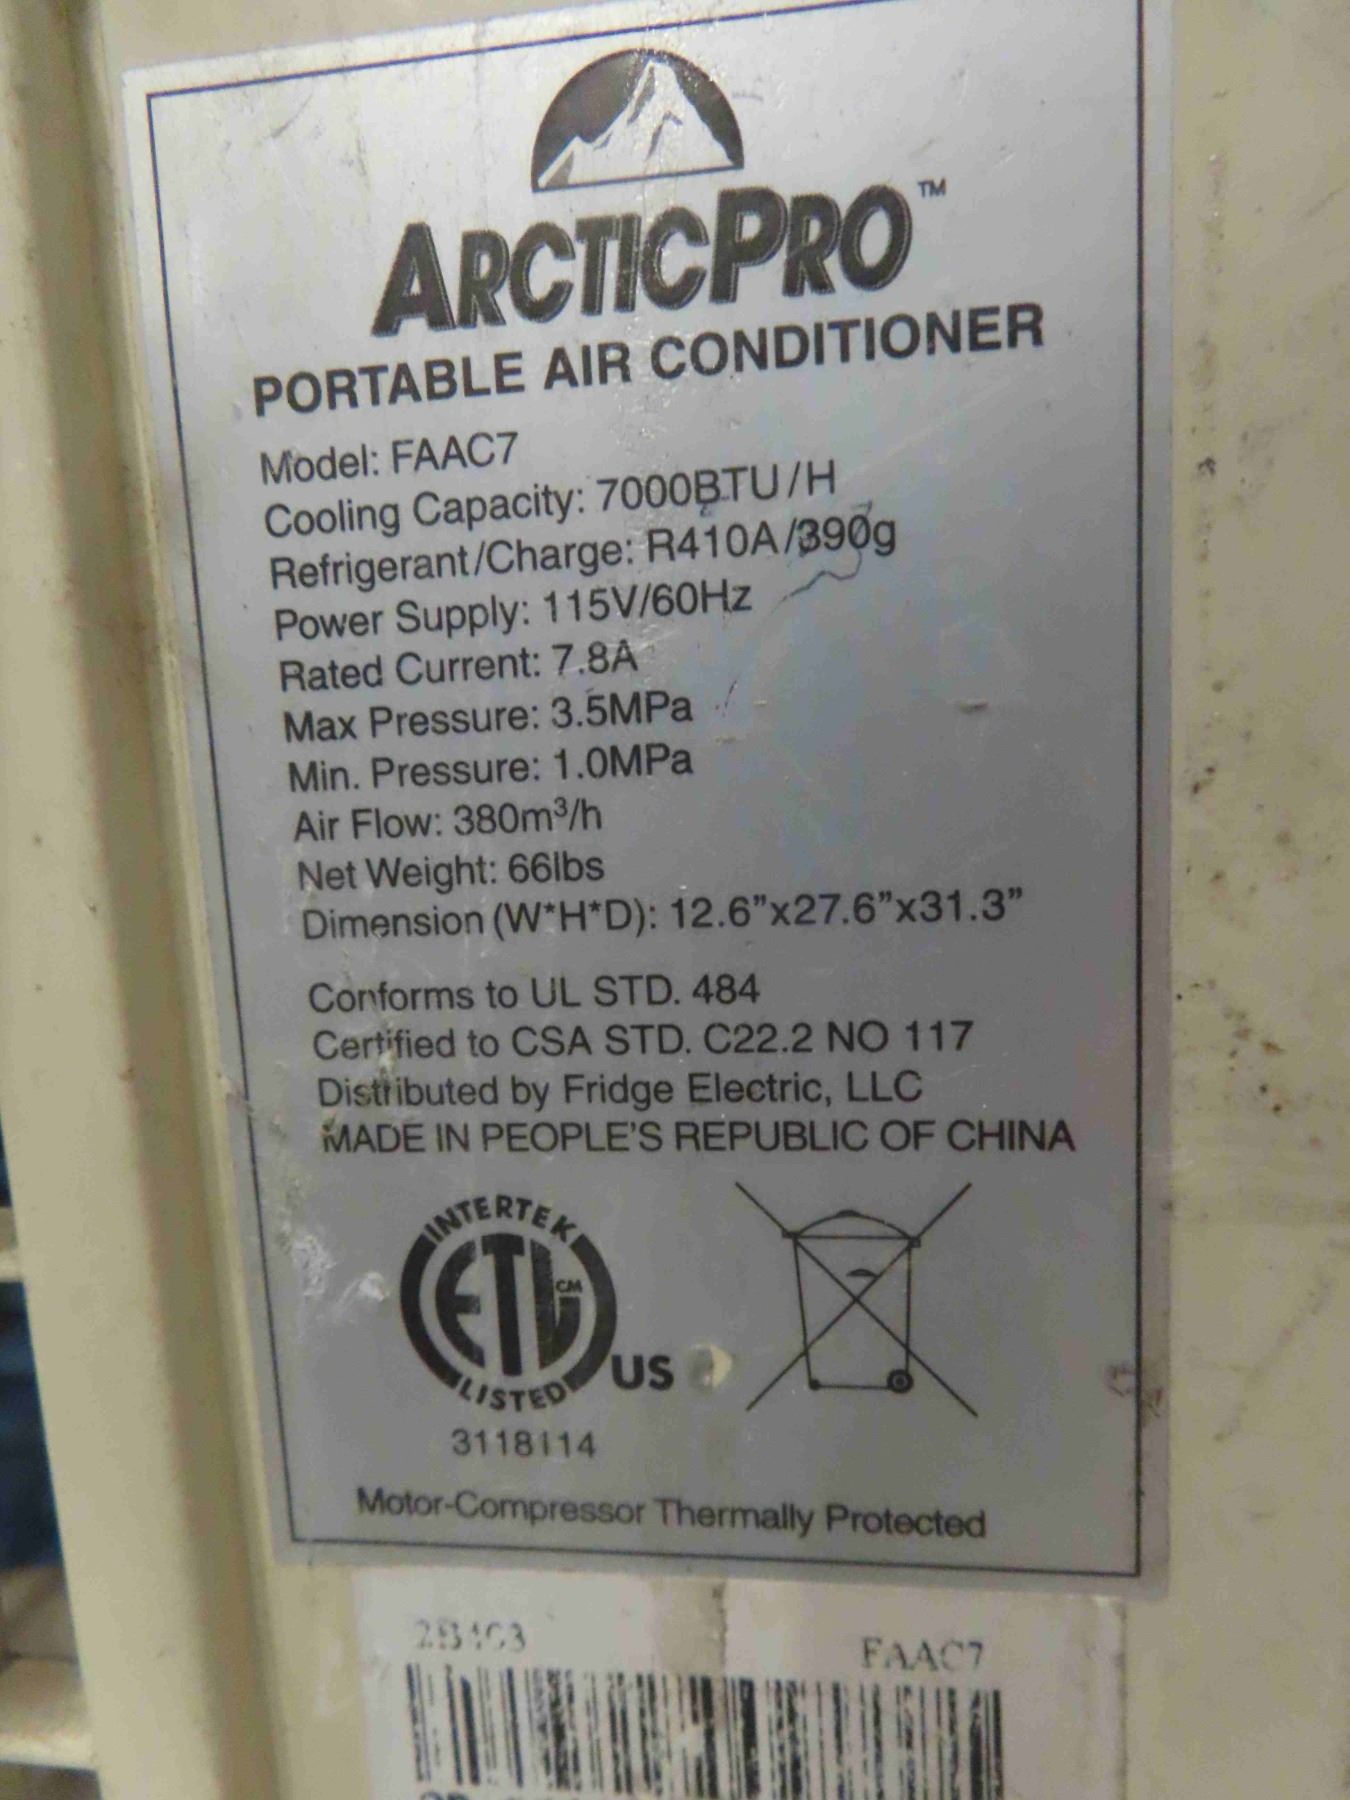 ARCTICPRO™
PORTABLE AIR CONDITIONER
Model: FAAC7
Cooling Capacity: 7000BTU/H
Refrigerant/Charge: R410A/390g
Power Supply: 115V/60Hz
Rated Current: 7.8A
Max Pressure: 3.5MPa
Min. Pressure: 1.0MPa
Air Flow: 380m³/h
Net Weight: 66lbs
Dimension (W*H*D): 12.6”x27.6”x31.3”
Conforms to UL STD. 484
Certified to CSA STD. C22.2 NO 117
Distributed by Fridge Electric, LLC
MADE IN PEOPLE'S REPUBLIC OF CHINA
INTERTEK
ETL CM
LISTED
US
3118114
Motor-Compressor Thermally Protected
FAAC7